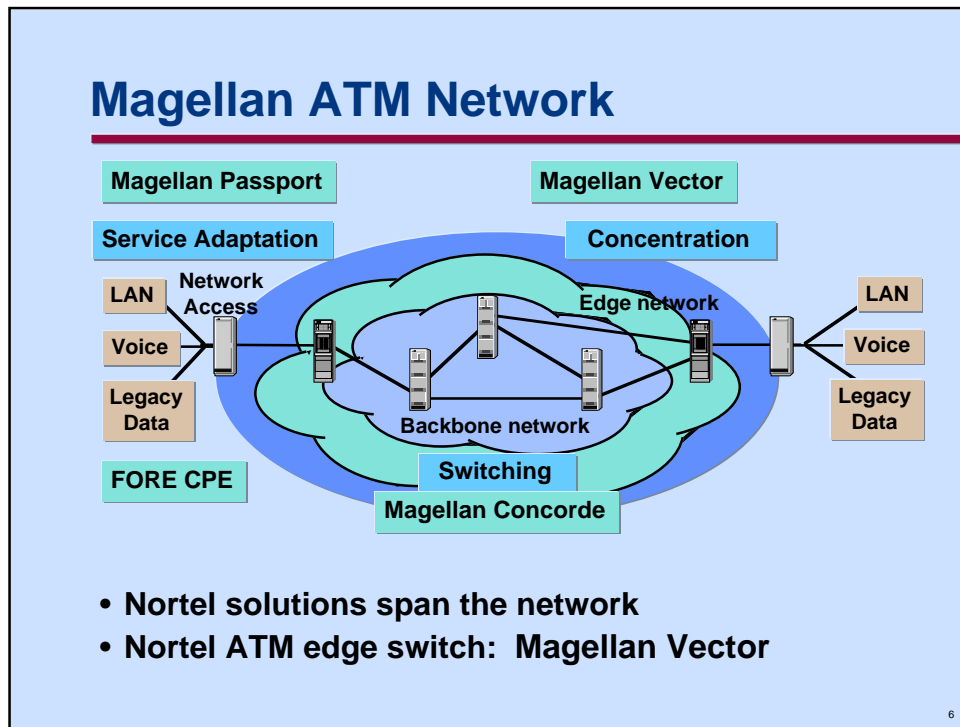 Magellan ATM Network
Magellan Passport
Magellan Vector
Service Adaptation
Concentration
Network
Access
Edge network
LAN
Voice
Legacy
Data
LAN
Voice
Legacy
Data
Backbone network
Switching
FORE CPE
Magellan Concorde
• Nortel solutions span the network
• Nortel ATM edge switch: Magellan Vector
6